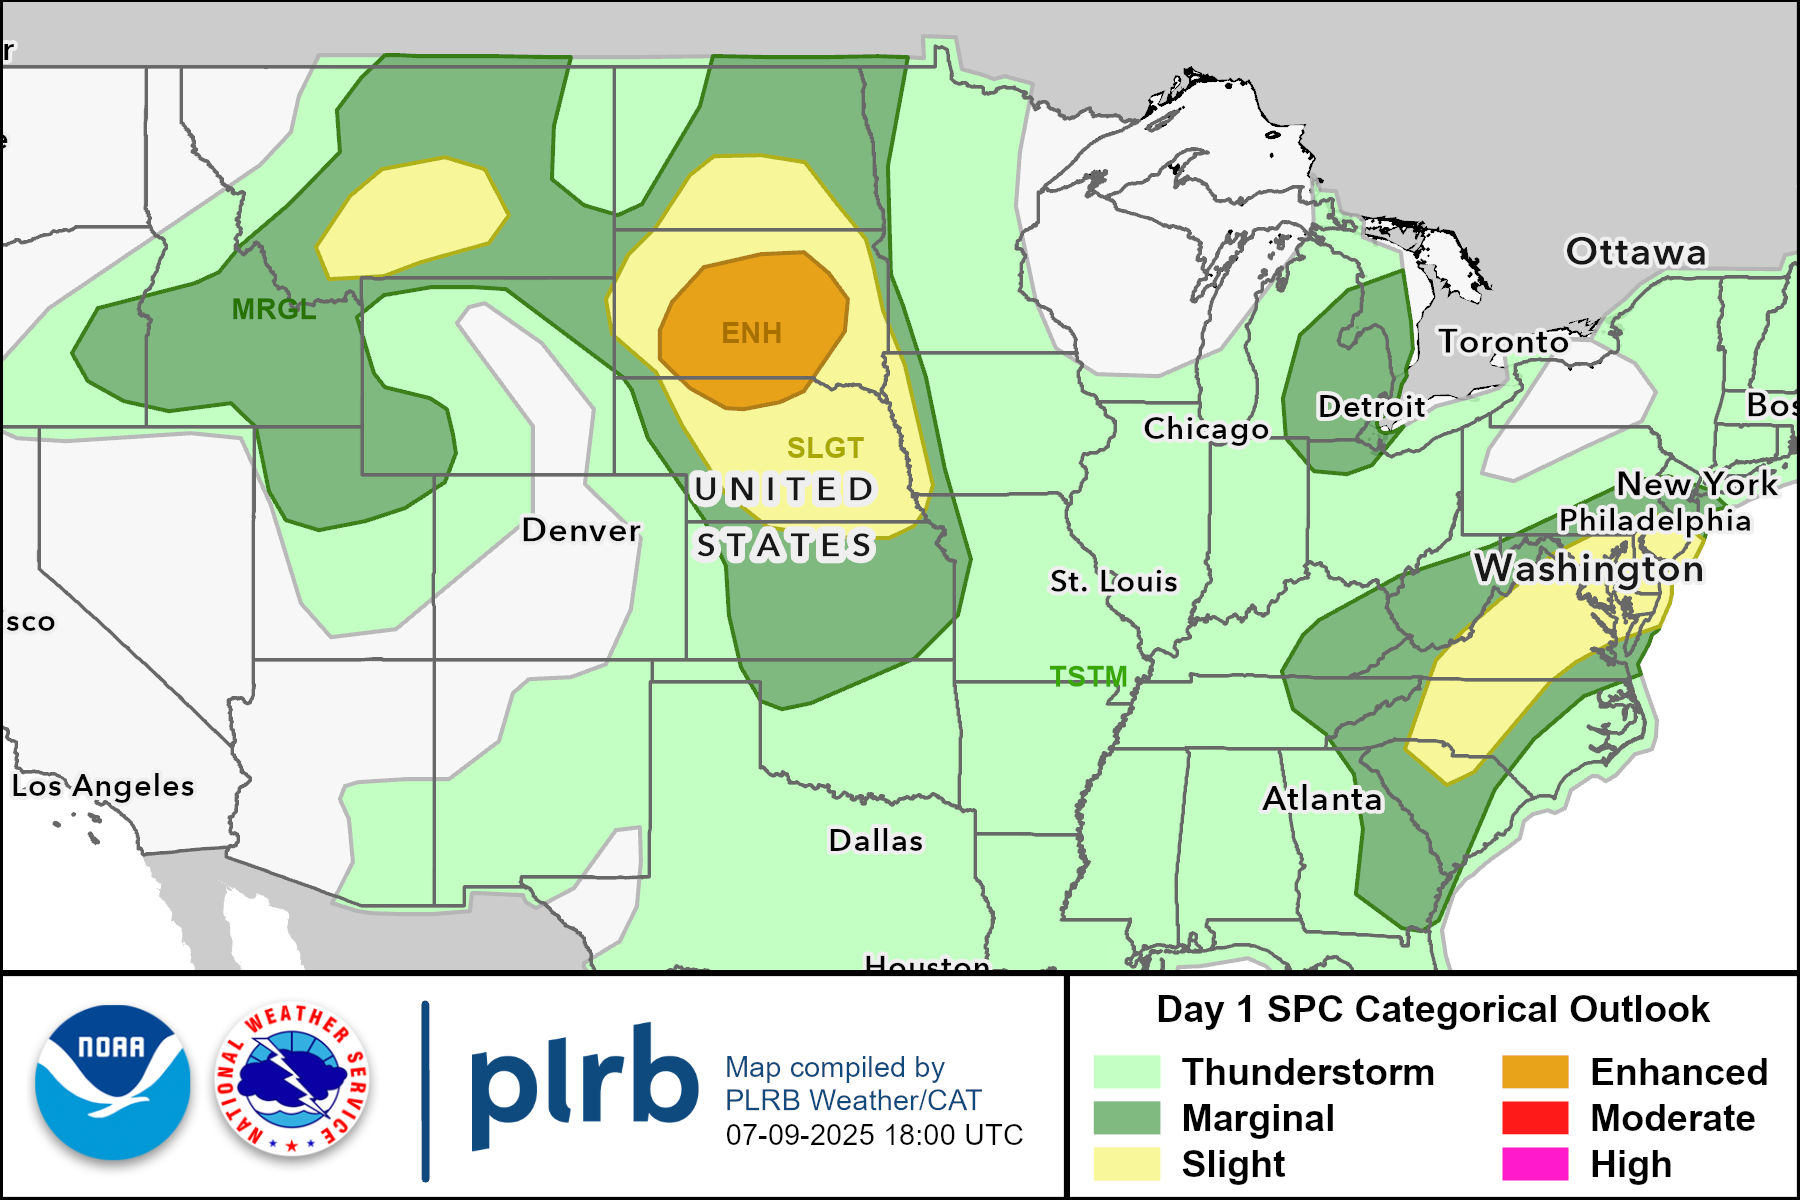 r
e
Ottawa
MRGL
ENH
Toronto
Detroit
Bos
Chicago
SLGT
UNITED
New York
Denver
Philadelphia
STATES
Washington
St. Louis
sco
TSTM
Los Angeles
Atlanta
Dallas
Houston
NOAA
NATIONAL WEATHER SERVICE
plrb
Map compiled by
PLRB Weather/CAT
07-09-2025 18:00 UTC
Day 1 SPC Categorical Outlook
Thunderstorm
Enhanced
Marginal
Moderate
Slight
High